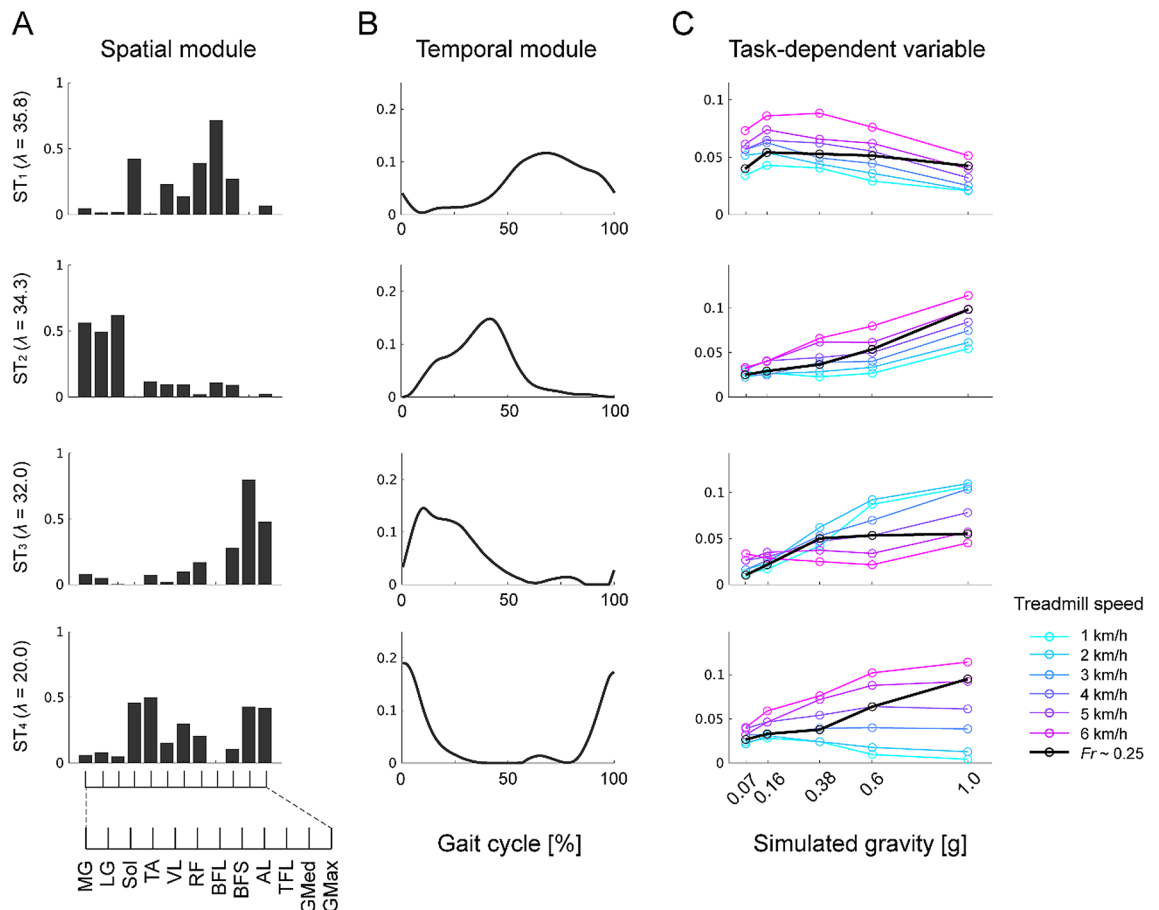 A
B
C
Spatial module
Temporal module
Task-dependent variable
ST₁ (λ = 35.8)
1
0.5
0
0.2
0.1
0
0
50
100
0.1
0.05
0
ST₂ (λ = 34.3)
1
0.5
0
0.2
0.1
0
0
50
100
0.1
0.05
0
ST₃ (λ = 32.0)
1
0.5
0
0.2
0.1
0
0
50
100
0.1
0.05
0
ST₄ (λ = 20.0)
1
0.5
0
0.2
0.1
0
0
50
100
0.1
0.05
0
0.07
0.16
0.38
0.6
1.0
Treadmill speed
1 km/h
2 km/h
3 km/h
4 km/h
5 km/h
6 km/h
Fr ~ 0.25
Gait cycle [%]
Simulated gravity [g]
MG
LG
Sol
TA
VL
RF
BFL
BFS
AL
TFL
GMed
GMax